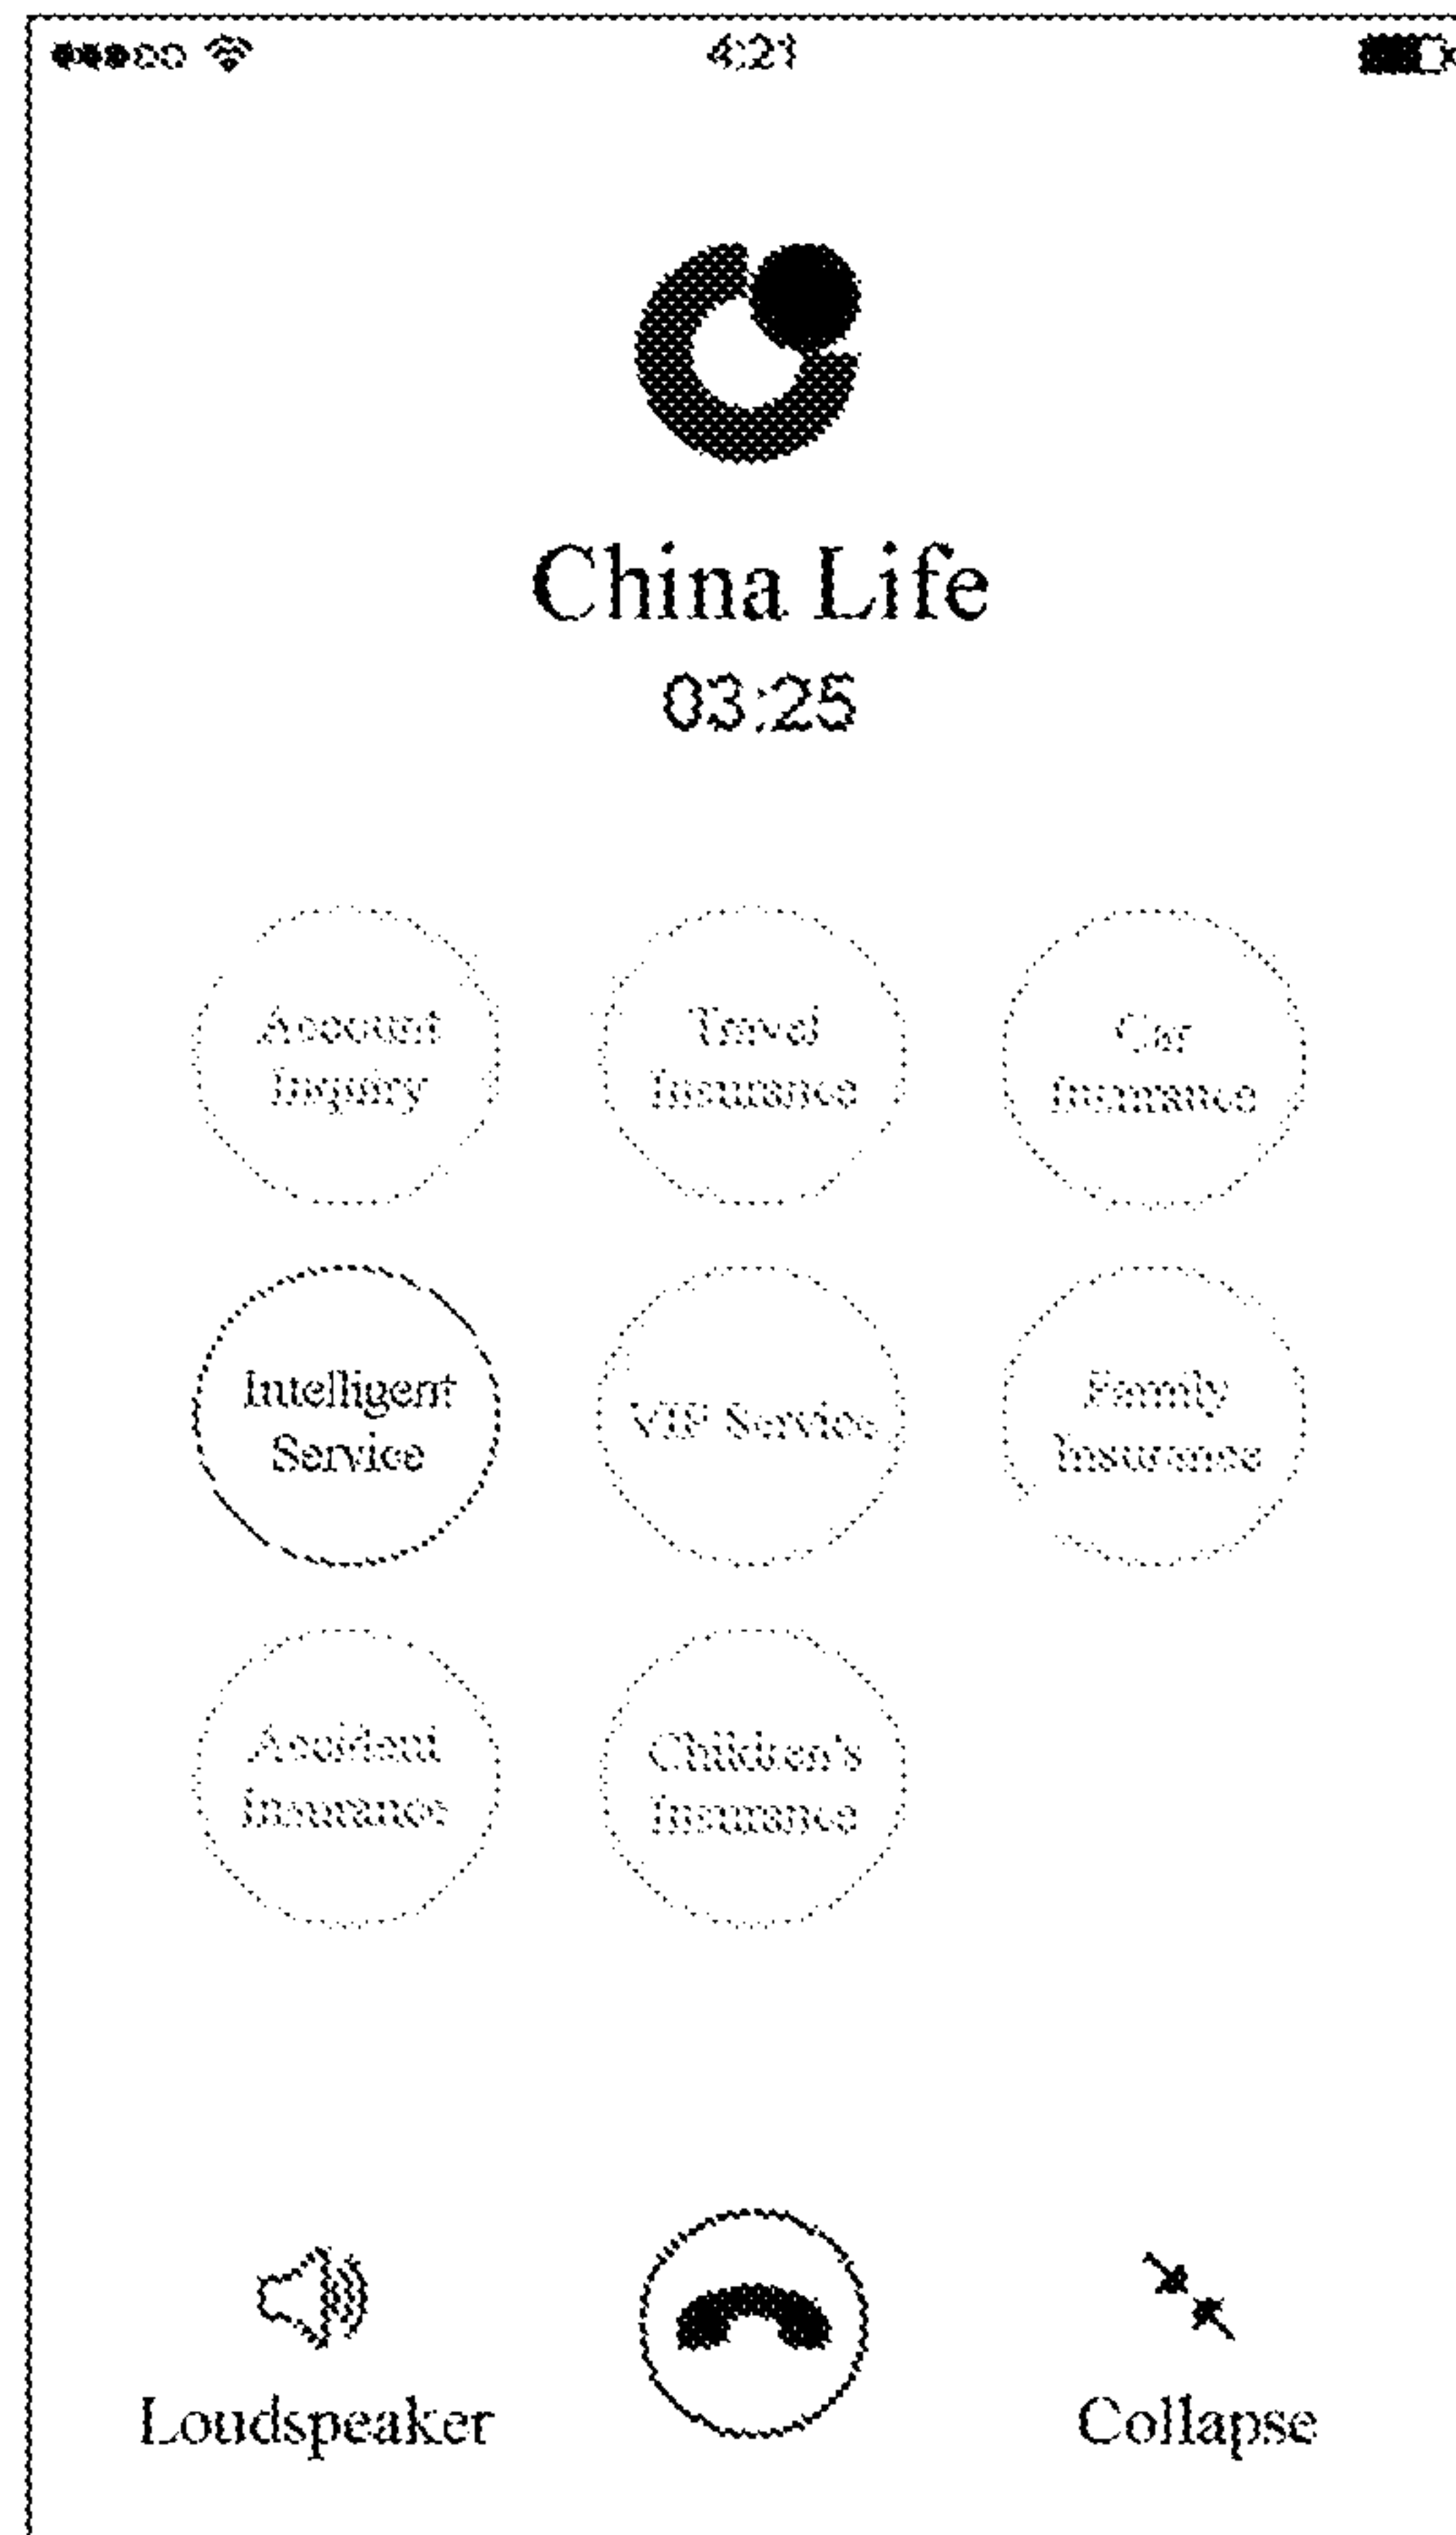 4:21
China Life
03:25
Account
Inquiry
Travel
Insurance
Car
Insurance
Intelligent
Service
VIP Service
Family
Insurance
Accident
Insurance
Children's
Insurance
Loudspeaker
Collapse